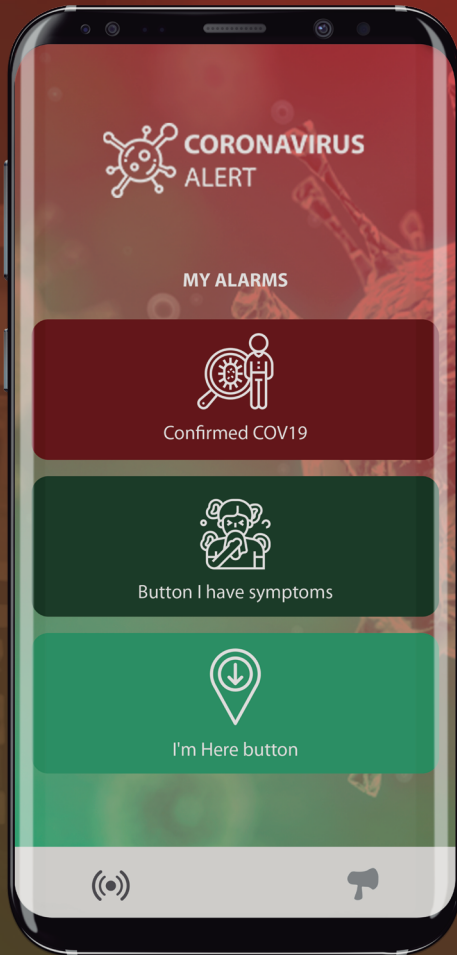 CORONAVIRUS
ALERT
MY ALARMS
Confirmed COV19
Button I have symptoms
I'm Here button